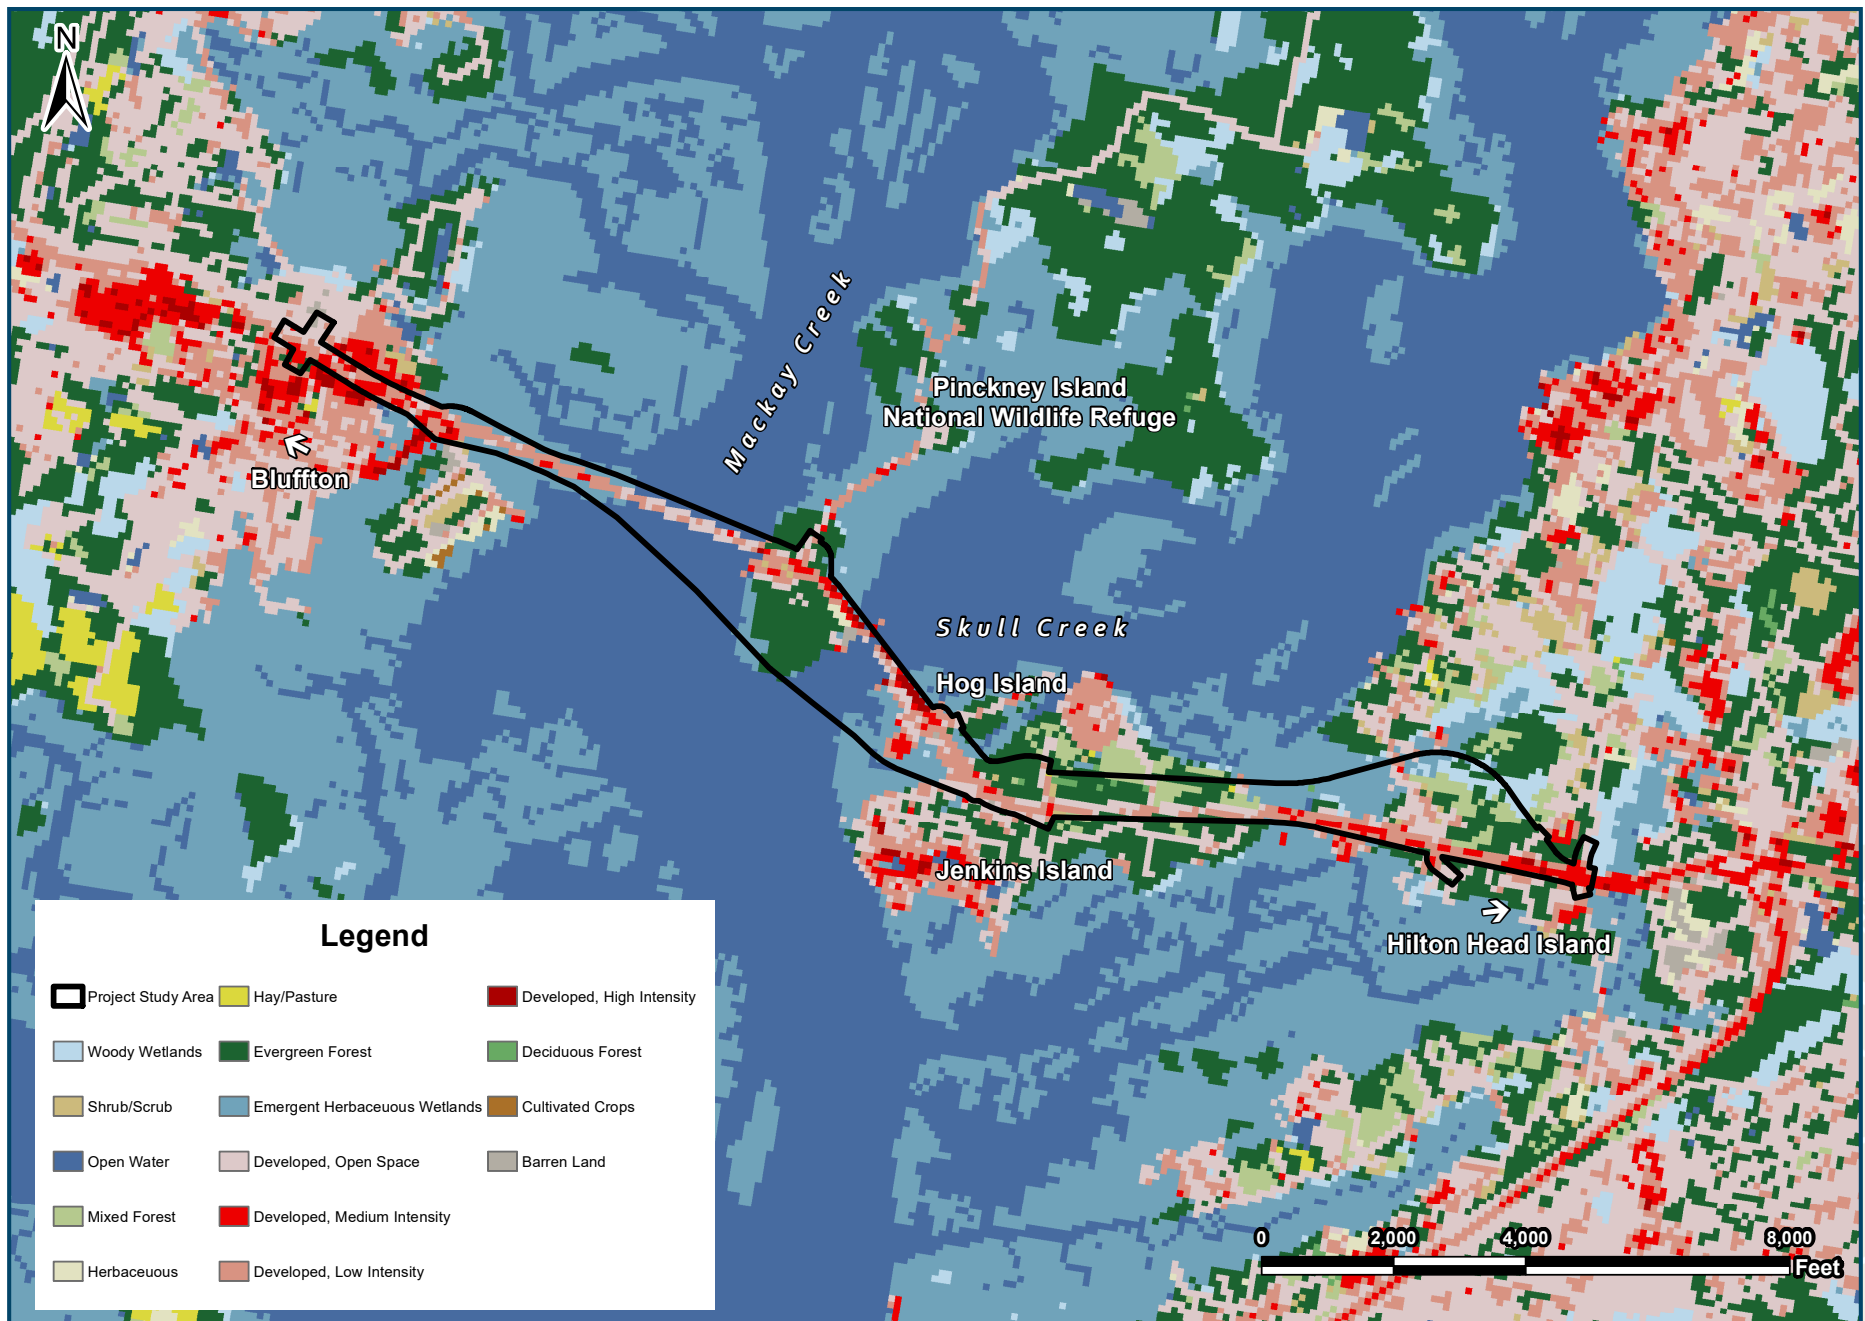 N
Mackay Creek
Pinckney Island
National Wildlife Refuge
Bluffton
Skull Creek
Hog Island
Jenkins Island
Hilton Head Island
Legend
Project Study Area
Hay/Pasture
Developed, High Intensity
Woody Wetlands
Evergreen Forest
Deciduous Forest
Shrub/Scrub
Emergent Herbaceuous Wetlands
Cultivated Crops
Open Water
Developed, Open Space
Barren Land
Mixed Forest
Developed, Medium Intensity
Herbaceuous
Developed, Low Intensity
0 2,000 4,000 8,000
Feet